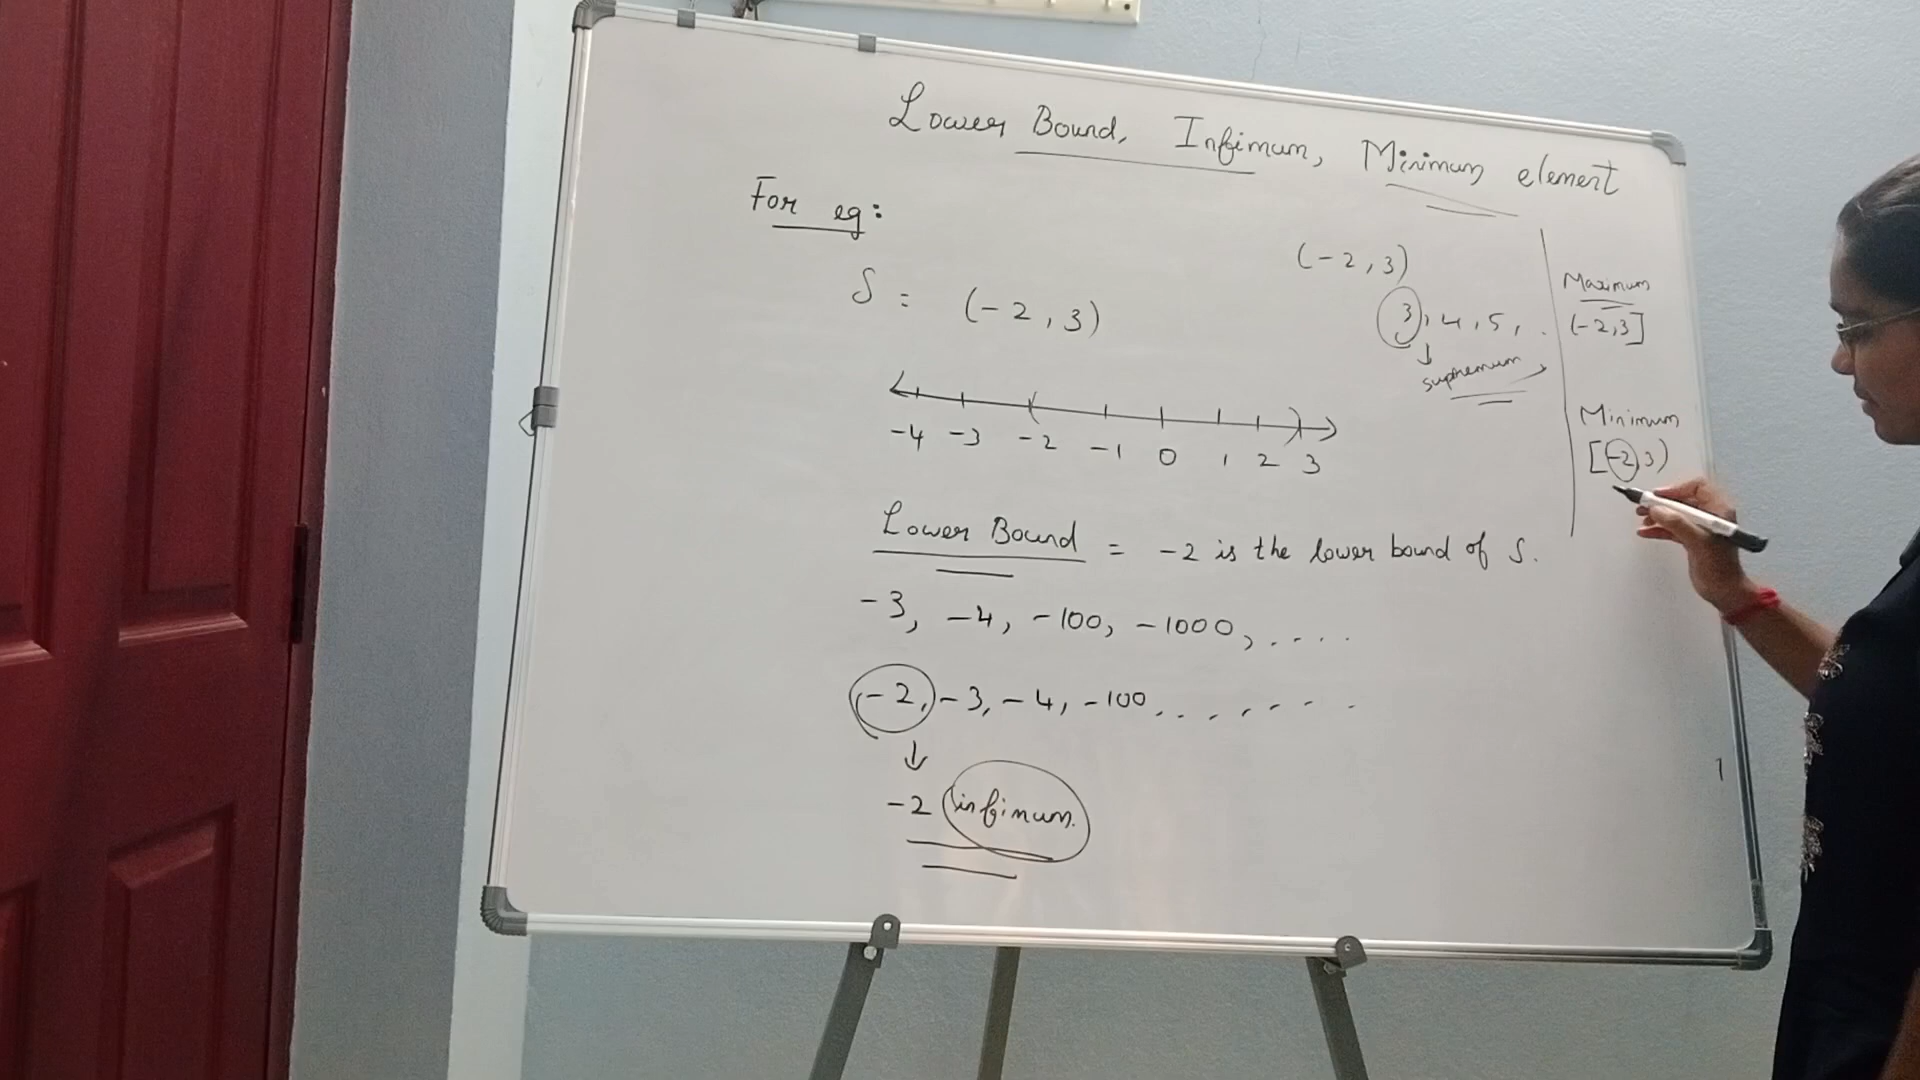 Lower Bound, Infimum, Minimum element
For eg:
S = (-2, 3)
-4 -3 -2 -1 0 1 2 3
(-2, 3)
3, 4, 5, .
supremum
Maximum
(-2, 3]
Minimum
[-2, 3)
Lower Bound = -2 is the lower bound of S.
-3, -4, -100, -1000, ....
-2, -3, -4, -100, .......
-2 infimum.